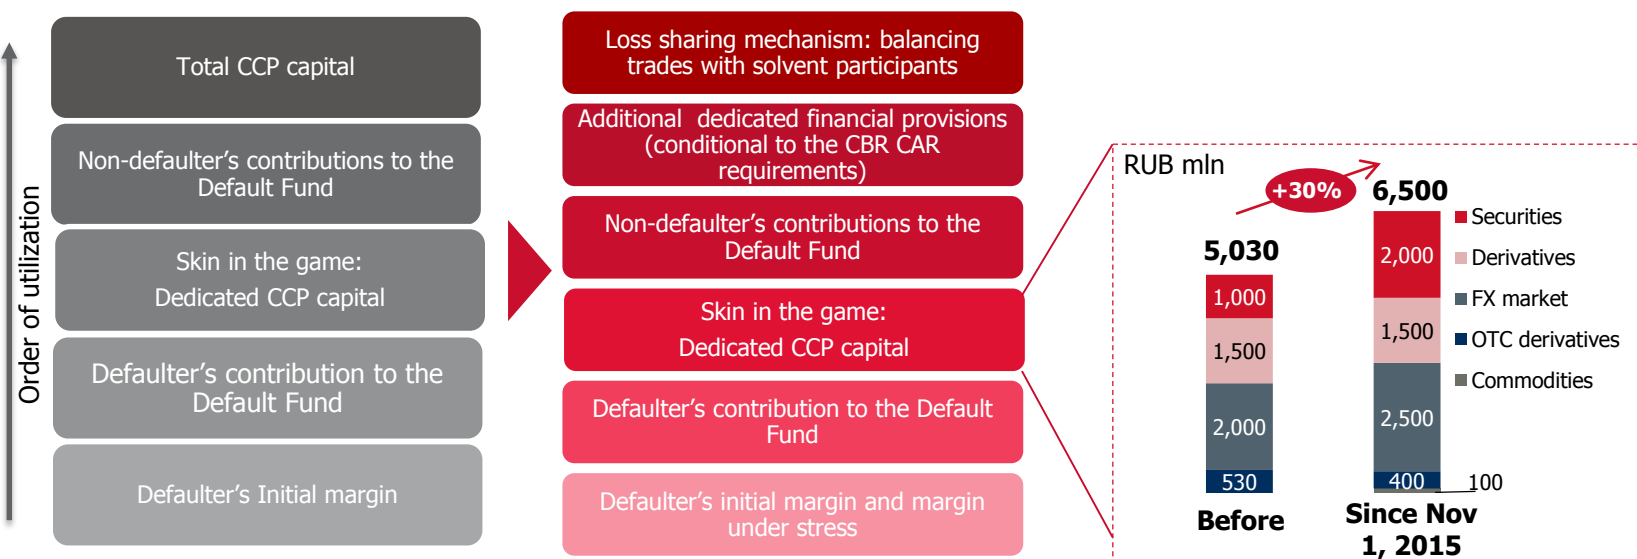 Order of utilization
Total CCP capital
Non-defaulter’s contributions to the
Default Fund
Skin in the game:
Dedicated CCP capital
Defaulter’s contribution to the
Default Fund
Defaulter’s Initial margin
Loss sharing mechanism: balancing
trades with solvent participants
Additional dedicated financial provisions
(conditional to the CBR CAR
requirements)
Non-defaulter’s contributions to the
Default Fund
Skin in the game:
Dedicated CCP capital
Defaulter’s contribution to the Default
Fund
Defaulter’s initial margin and margin
under stress
RUB mln
+30%
5,030
1,000
1,500
2,000
530
Before
6,500
2,000
1,500
2,500
400
100
Since Nov
1, 2015
Securities
Derivatives
FX market
OTC derivatives
Commodities